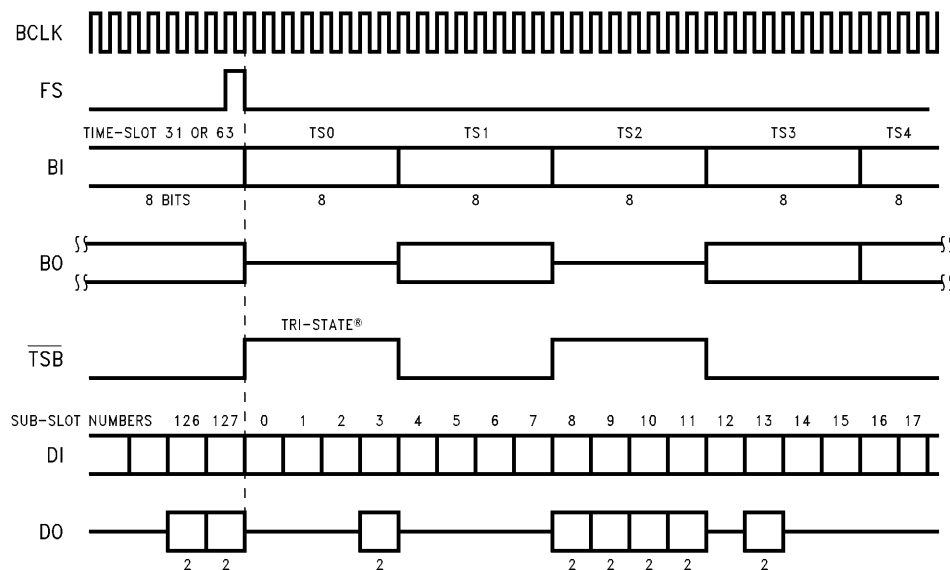 BCLK
FS
TIME-SLOT 31 OR 63 TS0 TS1 TS2 TS3 TS4
BI
8 BITS 8 8 8 8 8
BO
TRI-STATE®
TSB
SUB-SLOT NUMBERS 126 127 0 1 2 3 4 5 6 7 8 9 10 11 12 13 14 15 16 17
DI
DO
2 2 2 2 2 2 2 2